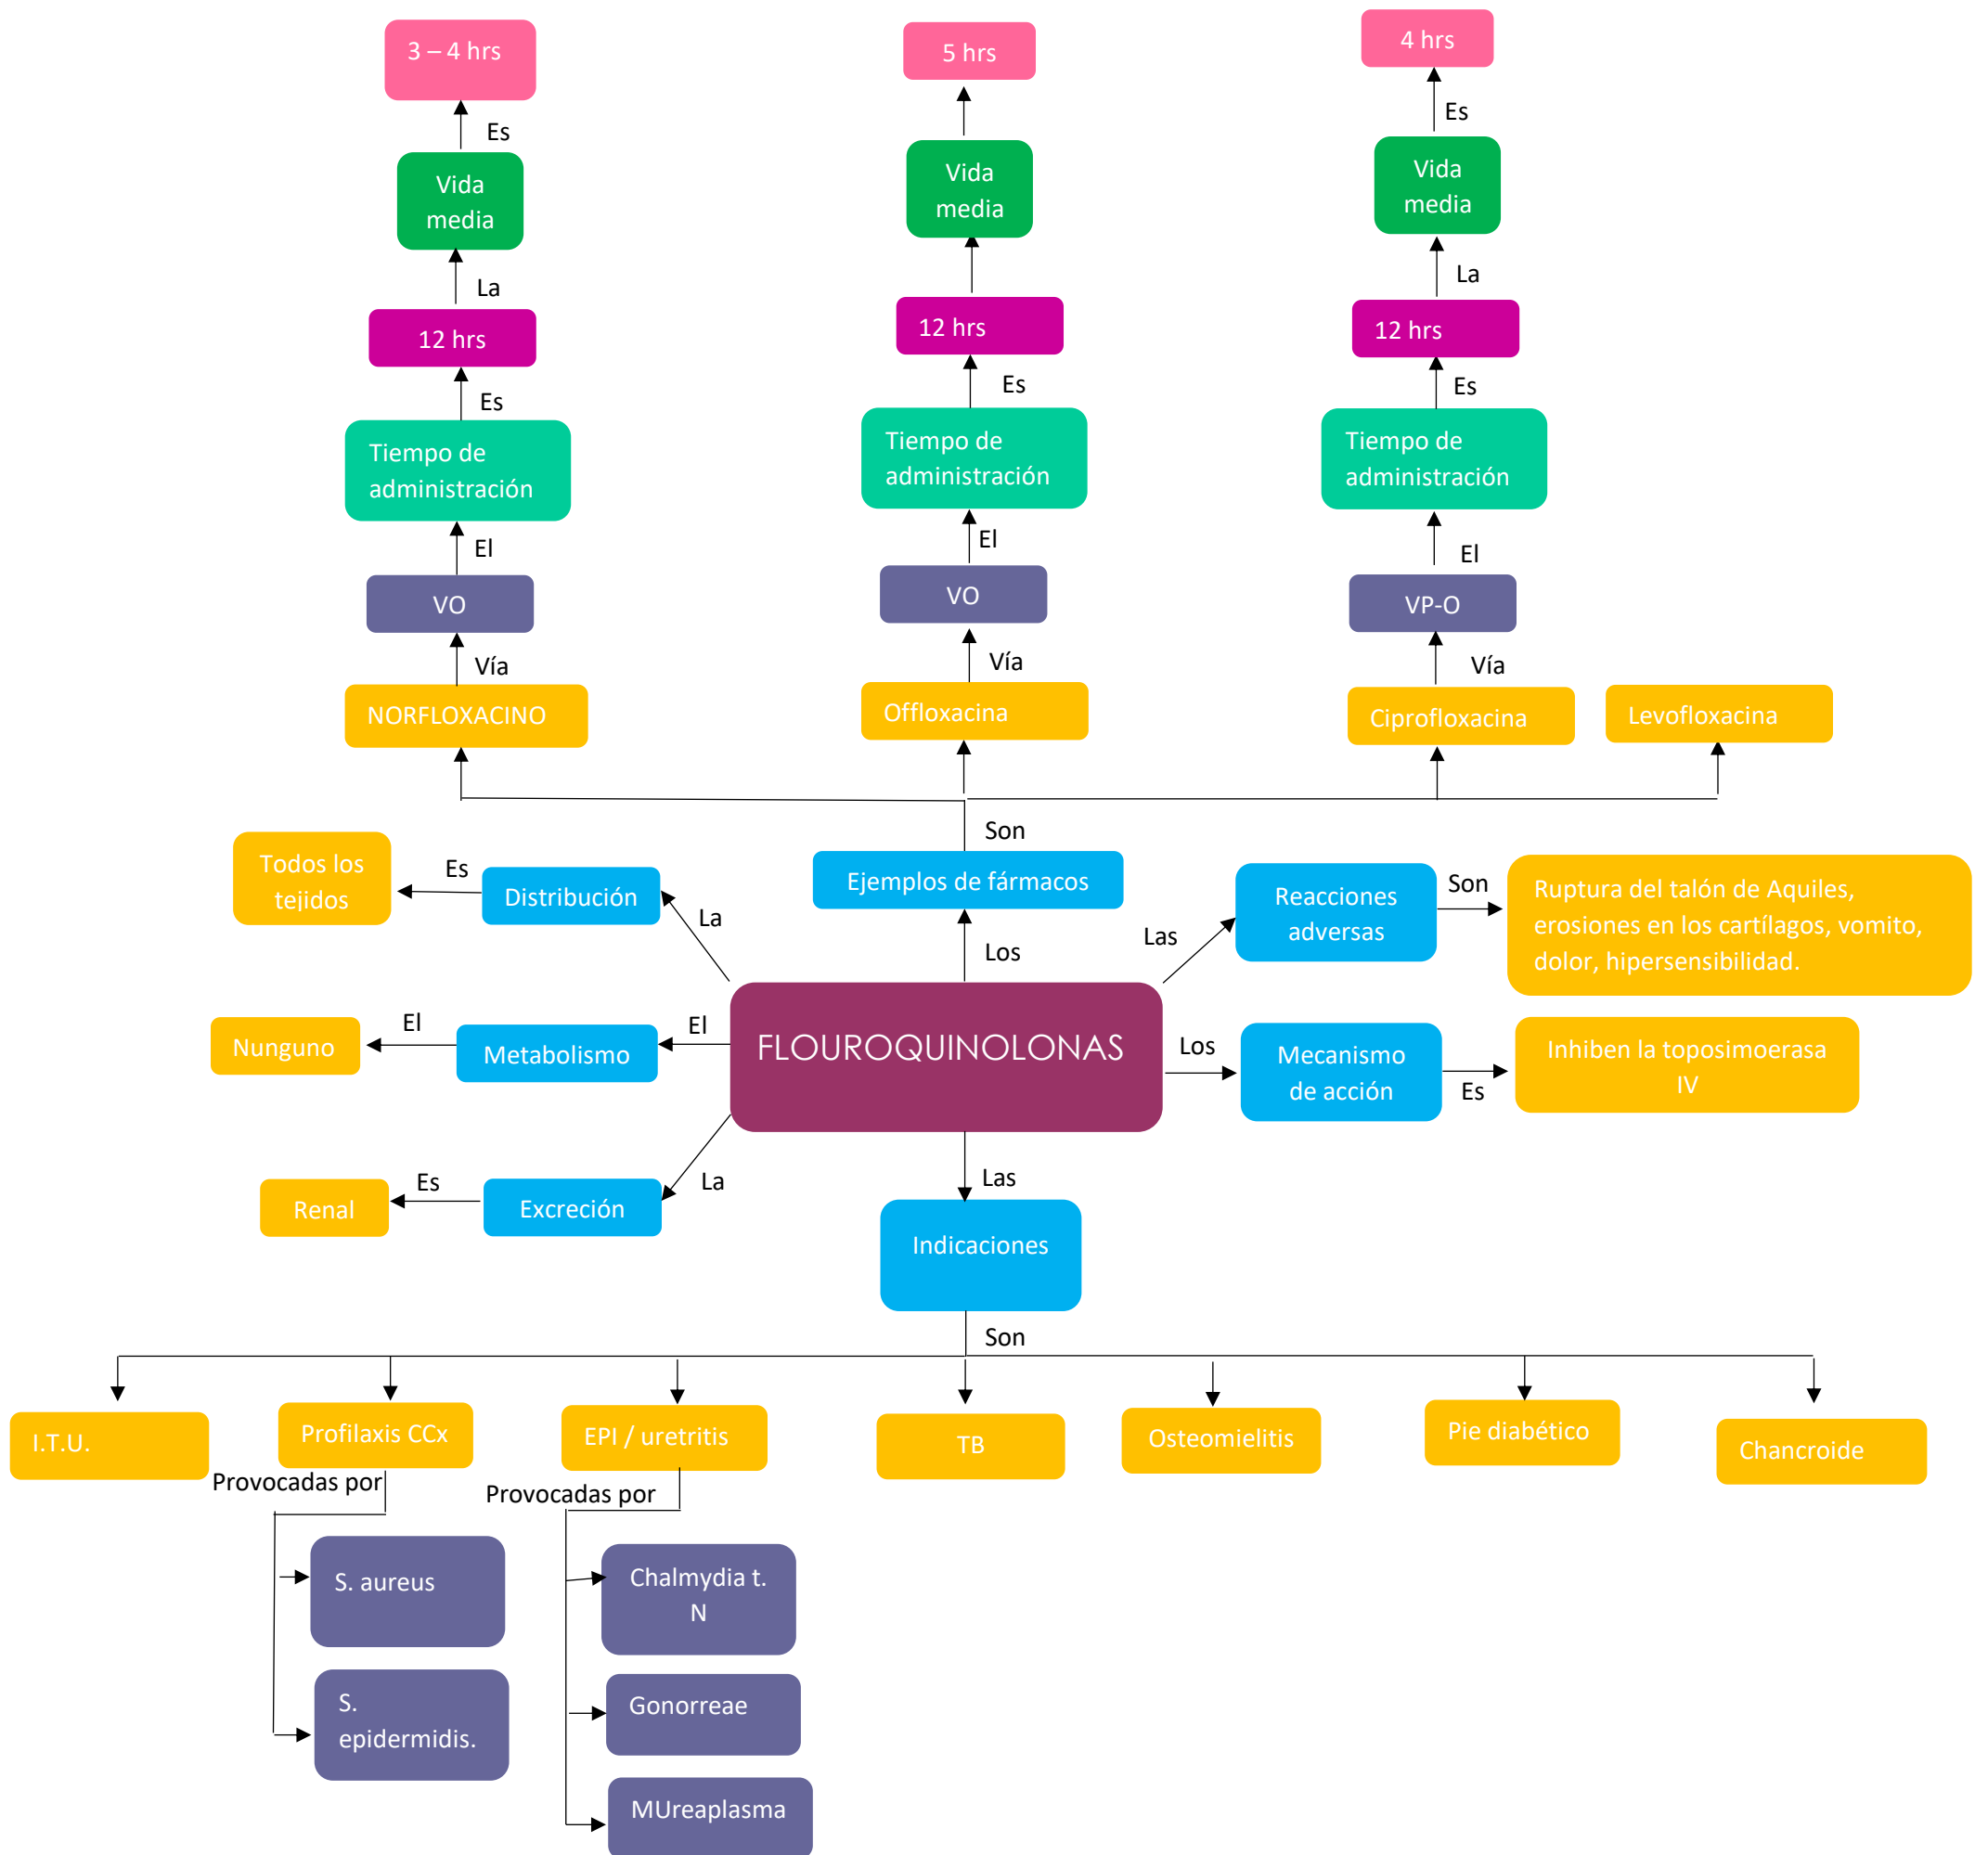 3 – 4 hrs
5 hrs
4 hrs
Es
Es
Vida
media
Vida
media
Vida
media
La
La
12 hrs
12 hrs
12 hrs
Es
Es
Es
Tiempo de
administración
Tiempo de
administración
Tiempo de
administración
El
El
El
VO
VO
VP-O
Vía
Vía
Vía
NORFLOXACINO
Offloxacina
Ciprofloxacina
Levofloxacina
Son
Todos los
tejidos
Es
Distribución
La
Ejemplos de fármacos
Los
Las
Reacciones
adversas
Son
Ruptura del talón de Aquiles,
erosiones en los cartílagos, vomito,
dolor, hipersensibilidad.
Nunguno
El
Metabolismo
El
FLOUROQUINOLONAS
Los
Mecanismo
de acción
Es
Inhiben la toposimoerasa
IV
Renal
Es
Excreción
La
Las
Indicaciones
Son
I.T.U.
Profilaxis CCx
EPI / uretritis
TB
Osteomielitis
Pie diabético
Chancroide
Provocadas por
Provocadas por
S. aureus
S.
epidermidis.
Chalmydia t.
N
Gonorreae
MUreaplasma